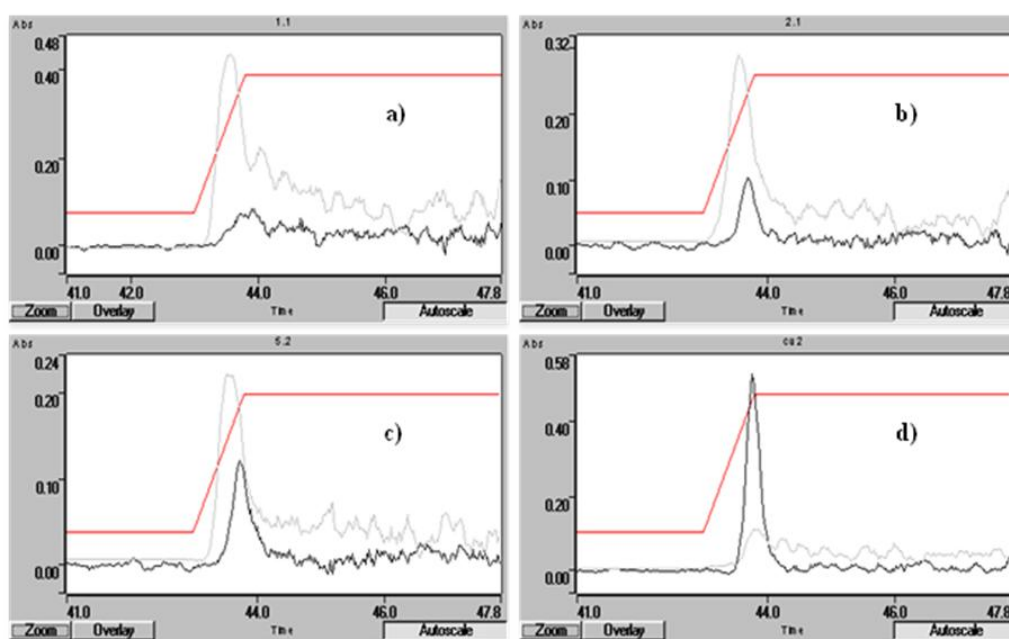 Abs 1.1
0.48
0.40
0.20
0.00
a)
41.0 42.0 44.0 46.0 47.8
Zoom Overlay Time Autoscale
Abs 2.1
0.32
0.20
0.10
0.00
b)
41.0 44.0 46.0 47.8
Zoom Overlay Time Autoscale
Abs 5.2
0.24
0.20
0.10
0.00
c)
41.0 44.0 46.0 47.8
Zoom Overlay Time Autoscale
Abs cu2
0.58
0.40
0.20
0.00
d)
41.0 44.0 46.0 47.8
Zoom Overlay Time Autoscale